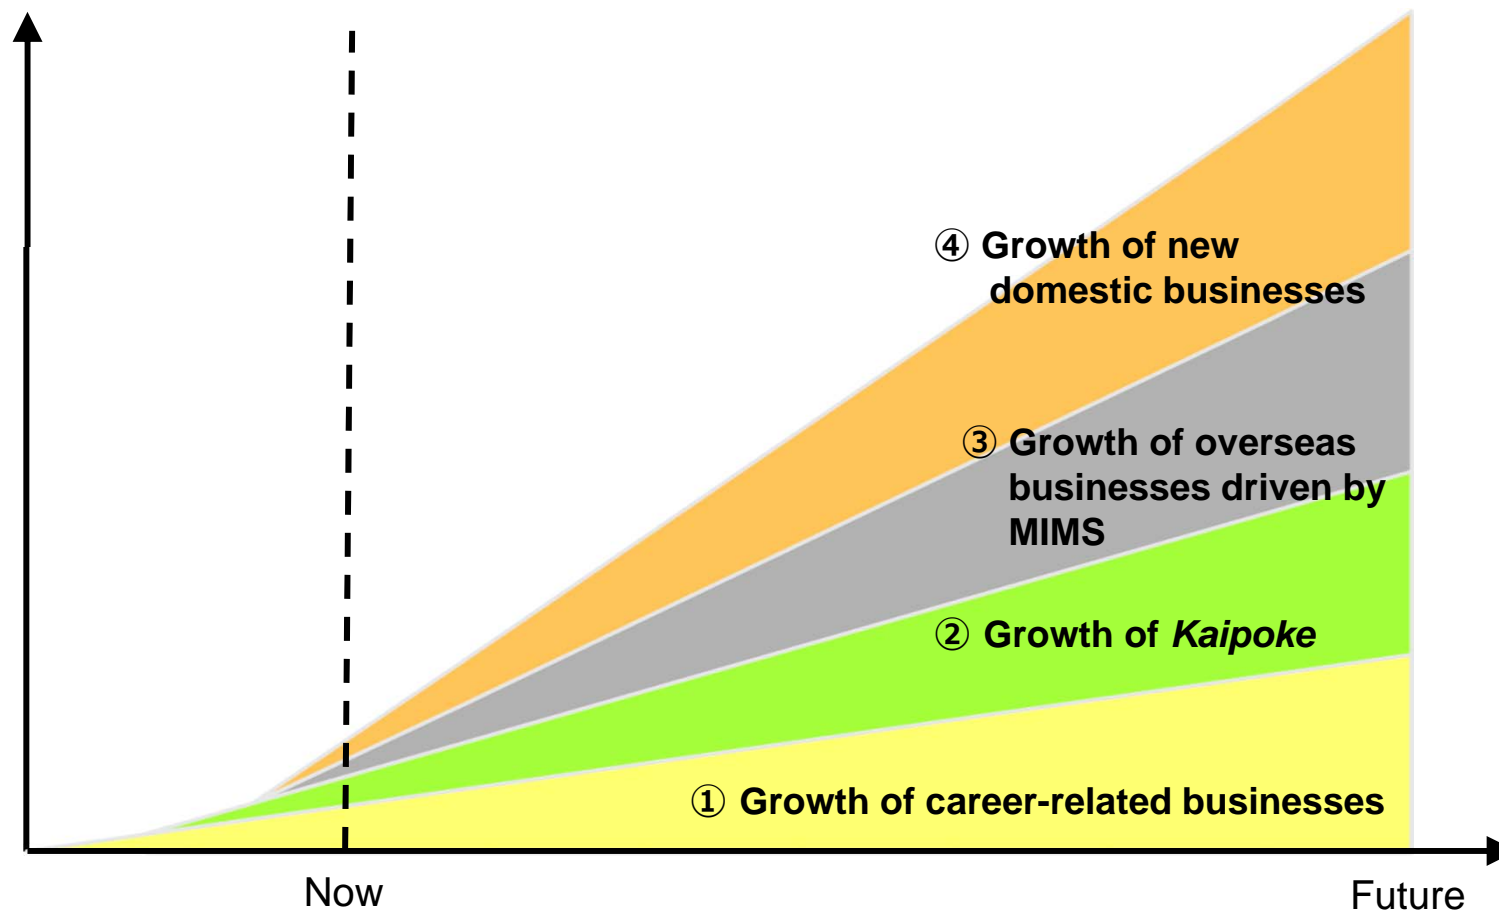 ④ Growth of new
domestic businesses
③ Growth of overseas
businesses driven by
MIMS
② Growth of Kaipoke
① Growth of career-related businesses
Now
Future